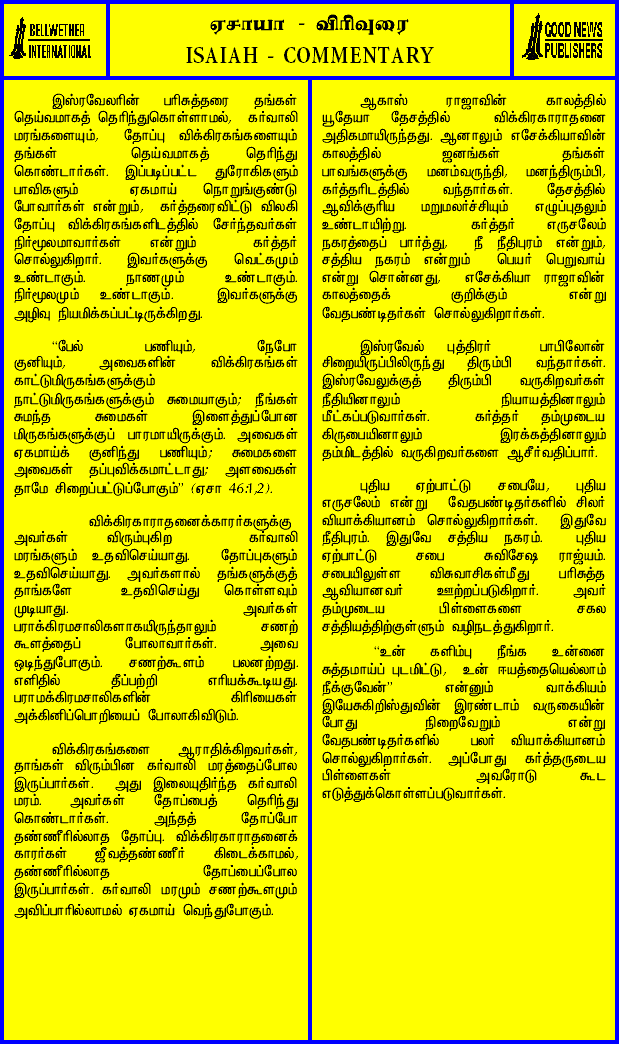 BELLWETHER
INTERNATIONAL
ஏசாயா - விரிவுரை
ISAIAH - COMMENTARY
GOOD NEWS
PUBLISHERS
இஸ்ரவேலரின் பரிசுத்தரை தங்கள்
தெய்வமாகத் தெரிந்துகொள்ளாமல், கர்வாலி
மரங்களையும், தோப்பு விக்கிரகங்களையும்
தங்கள் தெய்வமாகத் தெரிந்து
கொண்டார்கள். இப்படிப்பட்ட துரோகிகளும்
பாவிகளும் ஏகமாய் நொறுங்குண்டு
போவார்கள் என்றும், கர்த்தரைவிட்டு விலகி
தோப்பு விக்கிரகங்களிடத்தில் சேர்ந்தவர்கள்
நிர்மூலமாவார்கள் என்றும் கர்த்தர்
சொல்லுகிறார். இவர்களுக்கு வெட்கமும்
உண்டாகும். நாணமும் உண்டாகும்.
நிர்மூலமும் உண்டாகும். இவர்களுக்கு
அழிவு நியமிக்கப்பட்டிருக்கிறது.
“பேல் பணியும், நேபோ
குனியும், அவைகளின் விக்கிரகங்கள்
காட்டுமிருகங்களுக்கும்
நாட்டுமிருகங்களுக்கும் சுமையாகும்; நீங்கள்
சுமந்த சுமைகள் இளைத்துப்போன
மிருகங்களுக்குப் பாரமாயிருக்கும். அவைகள்
ஏகமாய்க் குனிந்து பணியும்; சுமைகளை
அவைகள் தப்புவிக்கமாட்டாது; அளவைகள்
தாமே சிறைப்பட்டுப்போகும்” (ஏசா 46:1,2).
விக்கிரகாராதனைக்காரர்களுக்கு
அவர்கள் விரும்புகிற கர்வாலி
மரங்களும் உதவிசெய்யாது. தோப்புகளும்
உதவிசெய்யாது. அவர்களால் தங்களுக்குத்
தாங்களே உதவிசெய்து கொள்ளவும்
முடியாது. அவர்கள்
பராக்கிரமசாலிகளாகயிருந்தாலும் சணற்
கூளத்தைப் போலாவார்கள். அவை
ஒடிந்துபோகும். சணற்கூளம் பலனற்றது.
எளிதில் தீப்பற்றி எரியக்கூடியது.
பராமக்கிரமசாலிகளின் கிரியைகள்
அக்கினிப்பொறியைப் போலாகிவிடும்.
விக்கிரகங்களை ஆராதிக்கிறவர்கள்,
தாங்கள் விரும்பின கர்வாலி மரத்தைப்போல
இருப்பார்கள். அது இலையுதிர்ந்த கர்வாலி
மரம். அவர்கள் தோப்பைத் தெரிந்து
கொண்டார்கள். அந்தத் தோப்போ
தண்ணீரில்லாத தோப்பு. விக்கிரகாராதனைக்
காரர்கள் ஜீவத்தண்ணீர் கிடைக்காமல்,
தண்ணீரில்லாத தோப்பைப்போல
இருப்பார்கள். கர்வாலி மரமும் சணற்கூளமும்
அவிப்பாரில்லாமல் ஏகமாய் வெந்துபோகும்.
ஆகாஸ் ராஜாவின் காலத்தில்
யூதேயா தேசத்தில் விக்கிரகாராதனை
அதிகமாயிருந்தது. ஆனாலும் எசேக்கியாவின்
காலத்தில் ஜனங்கள் தங்கள்
பாவங்களுக்கு மனம்வருந்தி, மனந்திரும்பி,
கர்த்தரிடத்தில் வந்தார்கள். தேசத்தில்
ஆவிக்குரிய மறுமலர்ச்சியும் எழுப்புதலும்
உண்டாயிற்று. கர்த்தர் எருசலேம்
நகரத்தைப் பார்த்து, நீ நீதிபுரம் என்றும்,
சத்திய நகரம் என்றும் பெயர் பெறுவாய்
என்று சொன்னது, எசேக்கியா ராஜாவின்
காலத்தைக் குறிக்கும் என்று
வேதபண்டிதர்கள் சொல்லுகிறார்கள்.
இஸ்ரவேல் புத்திரர் பாபிலோன்
சிறையிருப்பிலிருந்து திரும்பி வந்தார்கள்.
இஸ்ரவேலுக்குத் திரும்பி வருகிறவர்கள்
நீதியினாலும் நியாயத்தினாலும்
மீட்கப்படுவார்கள். கர்த்தர் தம்முடைய
கிருபையினாலும் இரக்கத்தினாலும்
தம்மிடத்தில் வருகிறவர்களை ஆசீர்வதிப்பார்.
புதிய ஏற்பாட்டு சபையே, புதிய
எருசலேம் என்று வேதபண்டிதர்களில் சிலர்
வியாக்கியானம் சொல்லுகிறார்கள். இதுவே
நீதிபுரம். இதுவே சத்திய நகரம். புதிய
ஏற்பாட்டு சபை சுவிசேஷ ராஜ்யம்.
சபையிலுள்ள விசுவாசிகள்மீது பரிசுத்த
ஆவியானவர் ஊற்றப்படுகிறார். அவர்
தம்முடைய பிள்ளைகளை சகல
சத்தியத்திற்குள்ளும் வழிநடத்துகிறார்.
“உன் களிம்பு நீங்க உன்னை
சுத்தமாய்ப் புடமிட்டு, உன் ஈயத்தையெல்லாம்
நீக்குவேன்” என்னும் வாக்கியம்
இயேசுகிறிஸ்துவின் இரண்டாம் வருகையின்
போது நிறைவேறும் என்று
வேதபண்டிதர்களில் பலர் வியாக்கியானம்
சொல்லுகிறார்கள். அப்போது கர்த்தருடைய
பிள்ளைகள் அவரோடு கூட
எடுத்துக்கொள்ளப்படுவார்கள்.